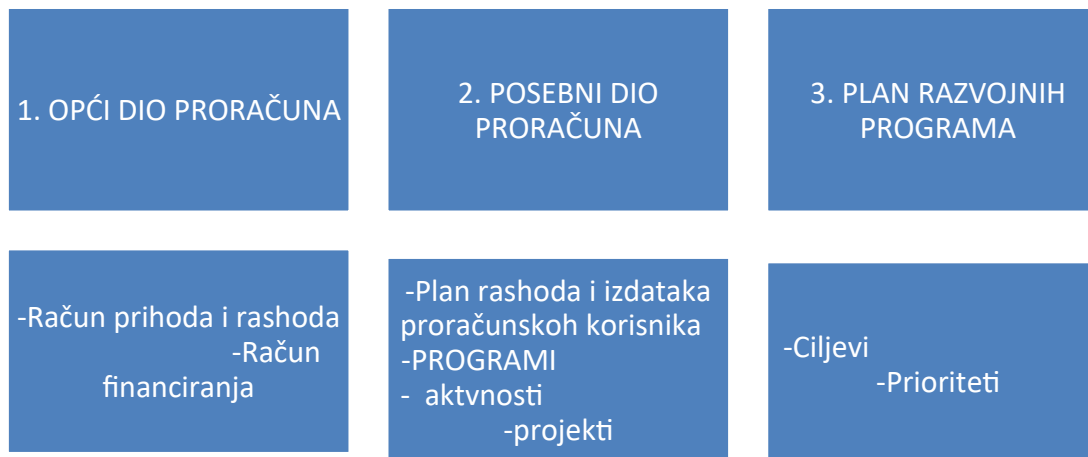 1. OPĆI DIO PRORAČUNA
2. POSEBNI DIO
PRORAČUNA
3. PLAN RAZVOJNIH
PROGRAMA
-Račun prihoda i rashoda
-Račun
financiranja
-Plan rashoda i izdataka
proračunskoh korisnika
-PROGRAMI
- aktvnosti
-projekti
-Ciljevi
-Prioriteti